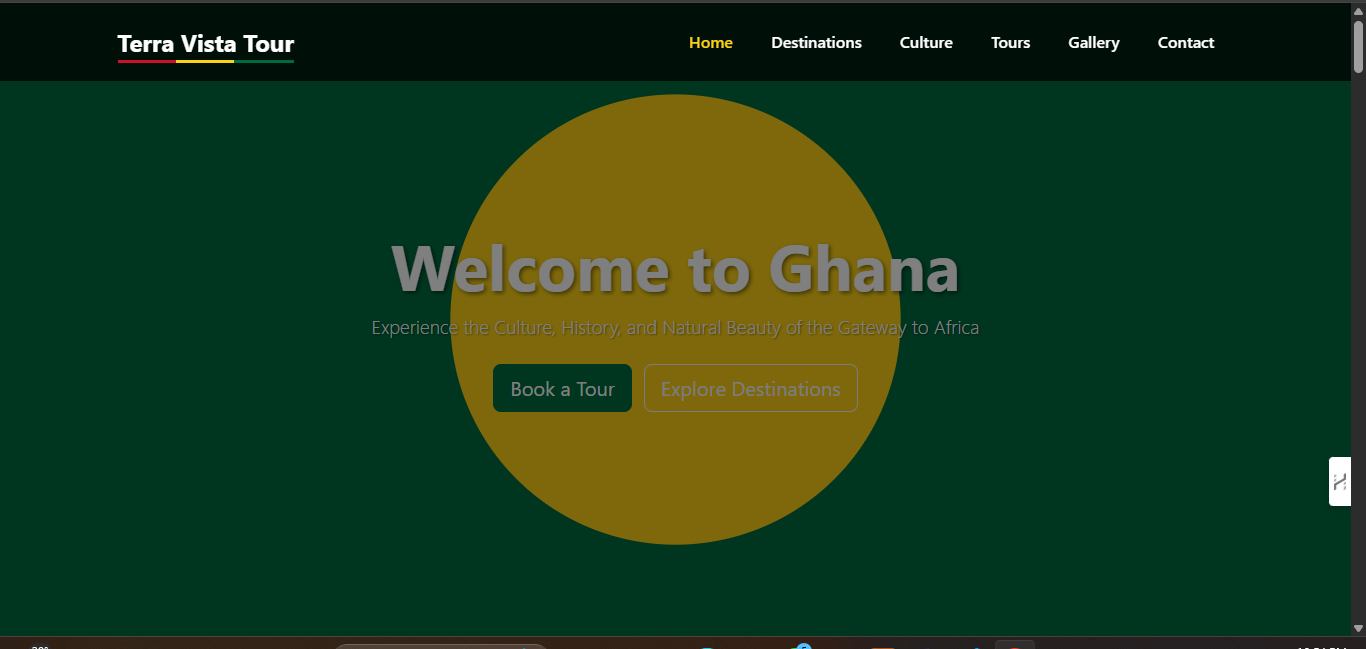 Terra Vista Tour
Home Destinations Culture Tours Gallery Contact
Welcome to Ghana
Experience the Culture, History, and Natural Beauty of the Gateway to Africa
Book a Tour Explore Destinations